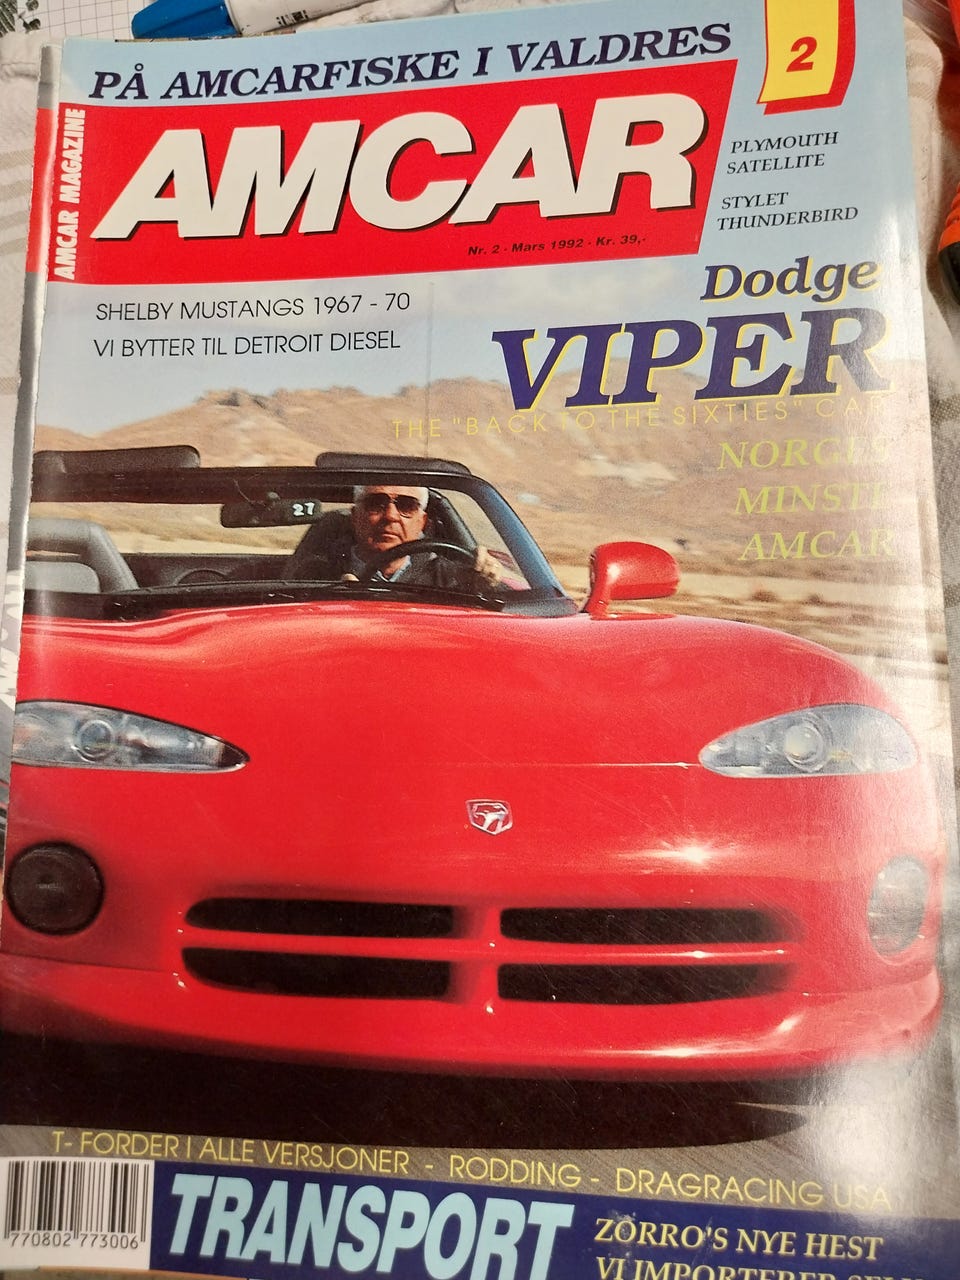 PÅ AMCARFISKE I VALDRES
2
AMCAR MAGAZINE
AMCAR
Nr. 2 - Mars 1992 - Kr. 39,-
PLYMOUTH
SATELLITE
STYLET
THUNDERBIRD
SHELBY MUSTANGS 1967 - 70
VI BYTTER TIL DETROIT DIESEL
Dodge
VIPER
THE "BACK TO THE SIXTIES" CAR
NORGES
MINSTE
AMCAR
27
T- FORDER I ALLE VERSJONER - RODDING - DRAGRACING USA
770802 773006
TRANSPORT
ZORRO'S NYE HEST
VI IMPORTERER